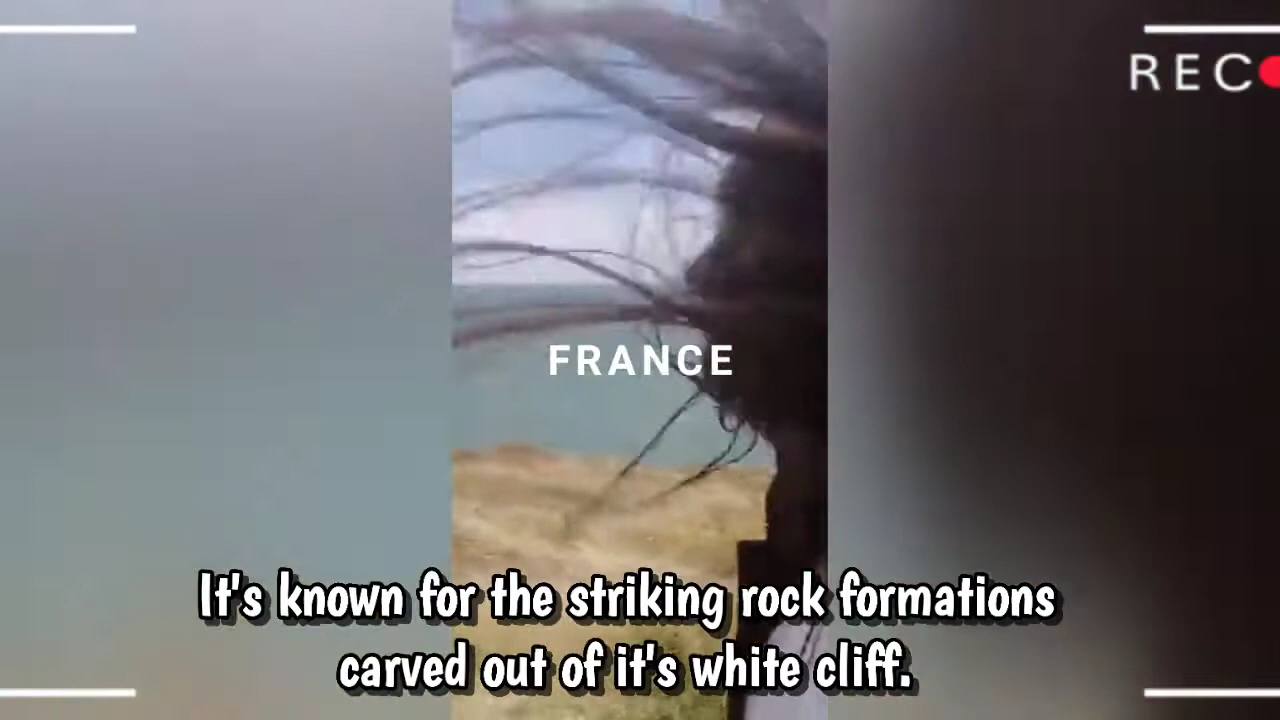 REC
FRANCE
It's known for the striking rock formations
carved out of it's white cliff.